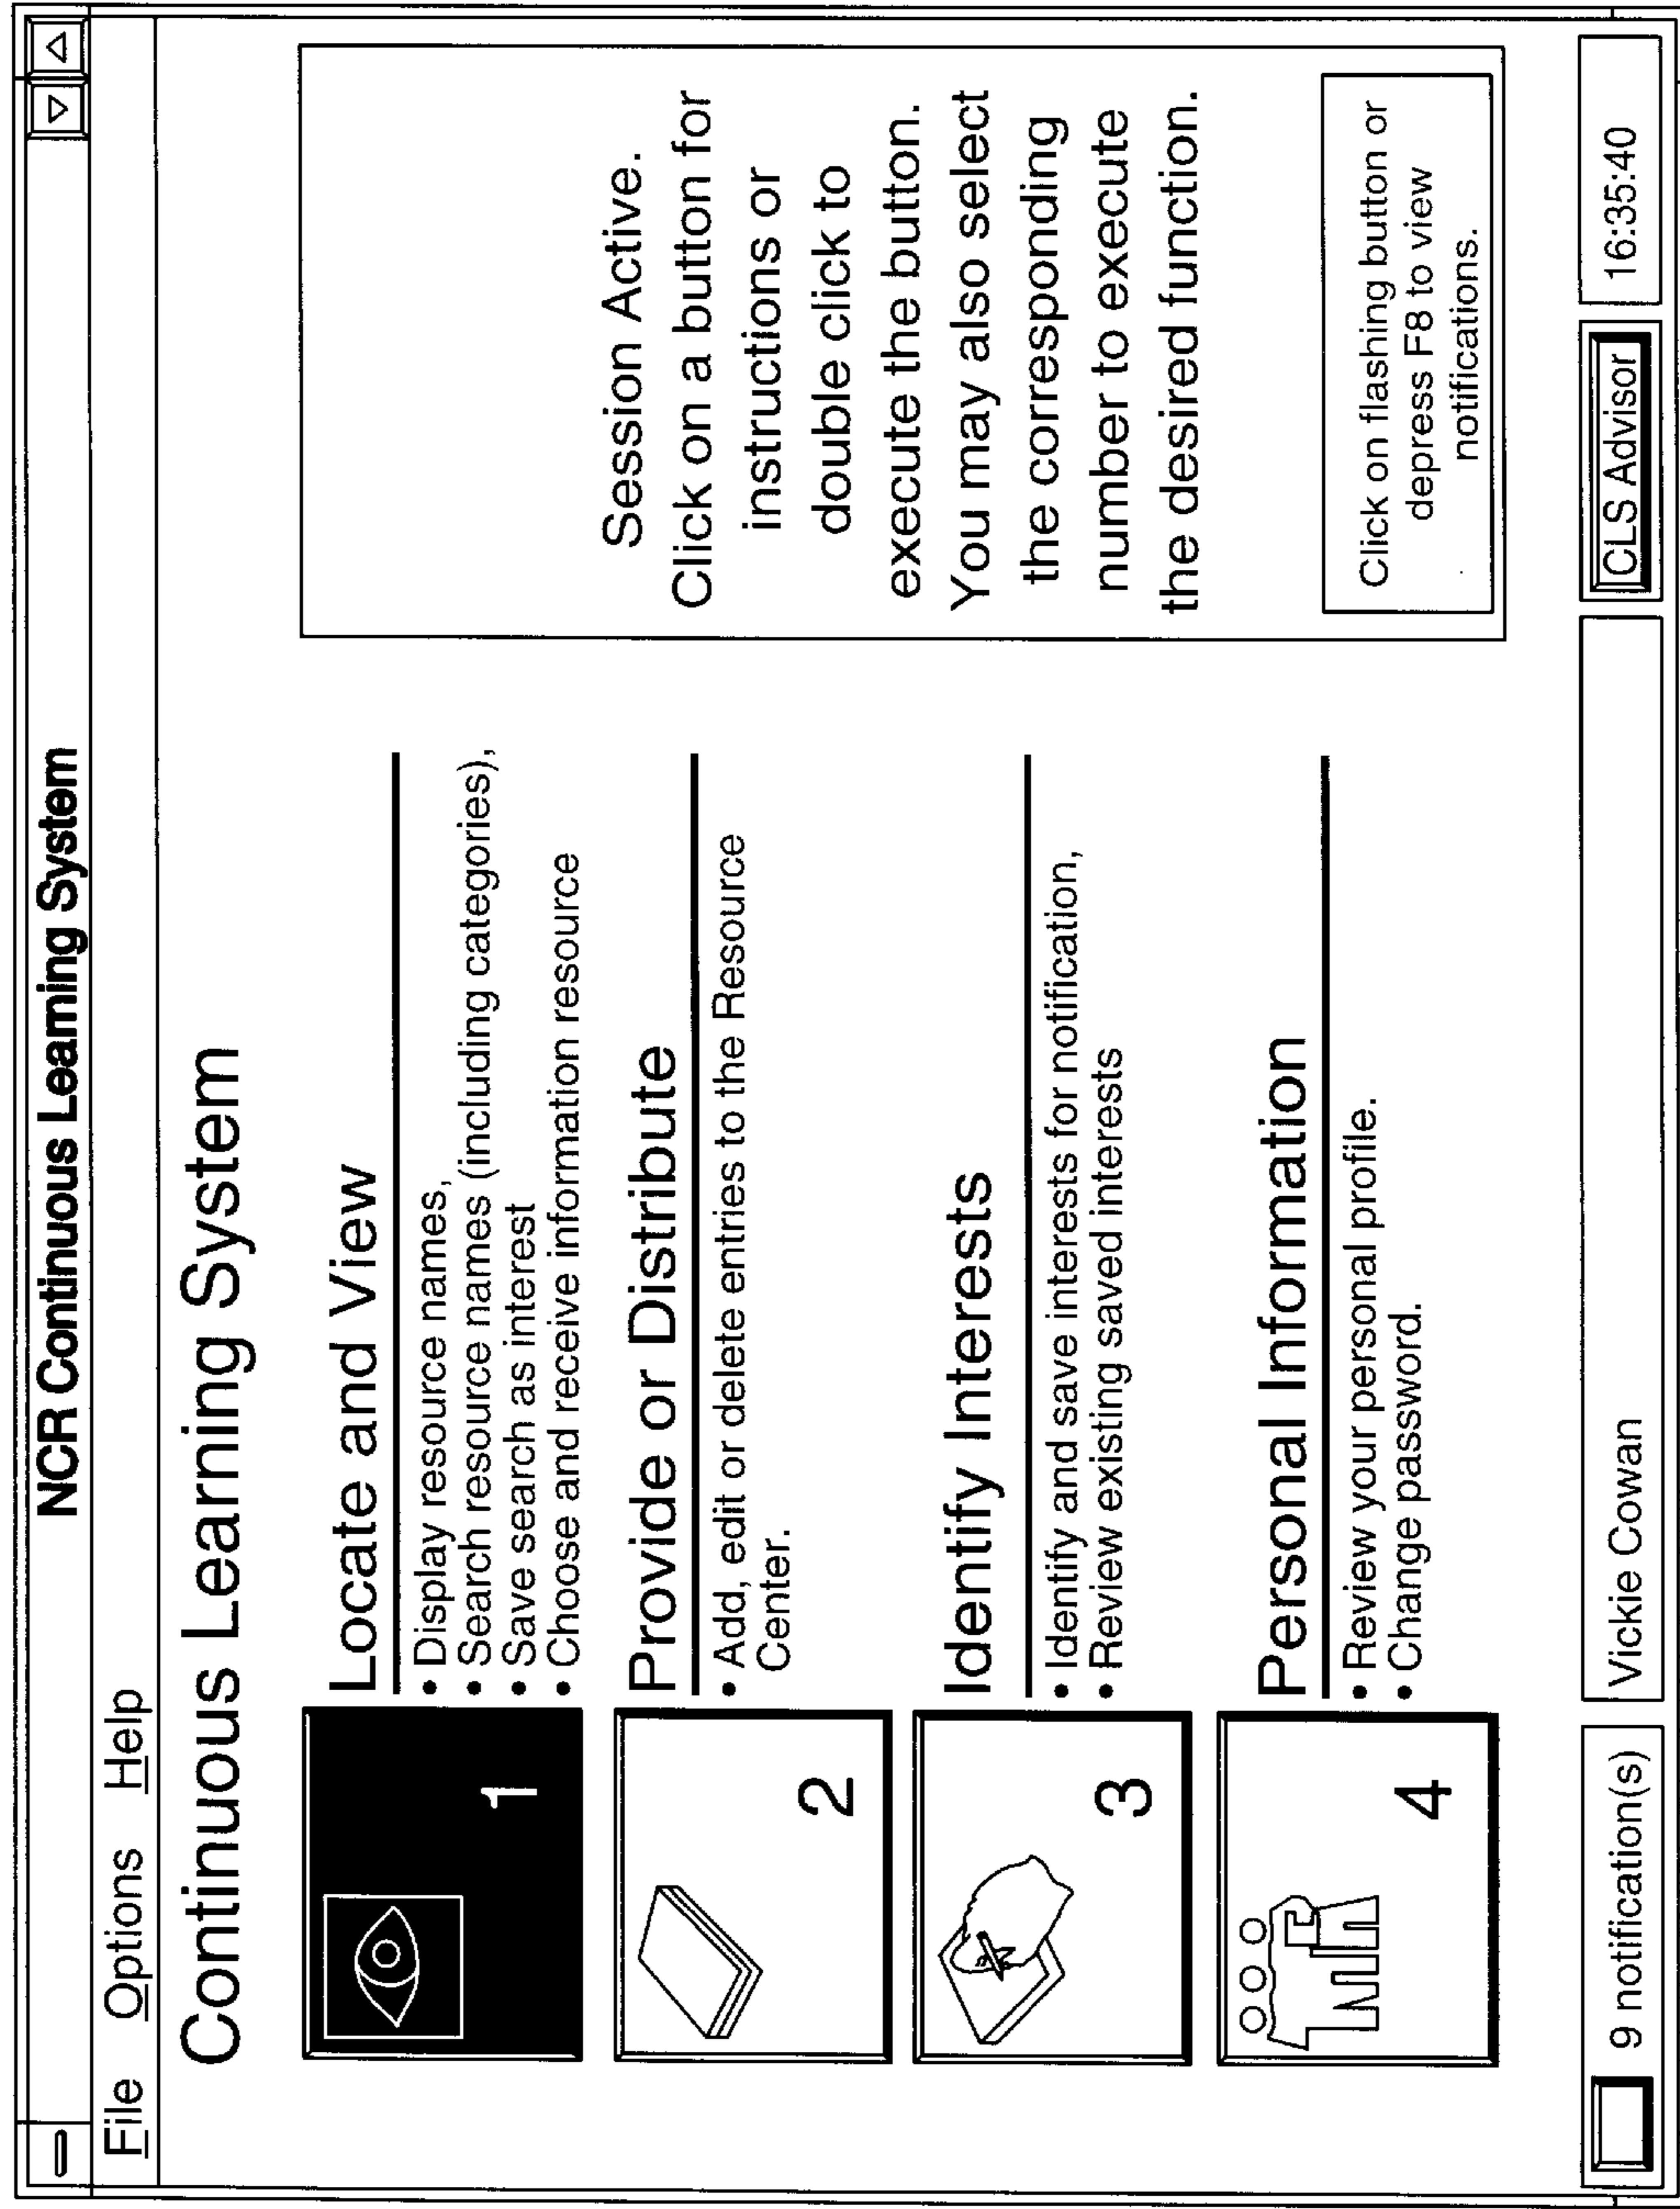 NCR Continuous Learning System
File Options Help
Continuous Learning System
1
Locate and View
• Display resource names,
• Search resource names (including categories),
• Save search as interest
• Choose and receive information resource
2
Provide or Distribute
• Add, edit or delete entries to the Resource
Center.
3
Identify Interests
• Identify and save interests for notification,
• Review existing saved interests
4
Personal Information
• Review your personal profile.
• Change password.
Session Active.
Click on a button for
instructions or
double click to
execute the button.
You may also select
the corresponding
number to execute
the desired function.
Click on flashing button or
depress F8 to view
notifications.
9 notification(s)
Vickie Cowan
CLS Advisor
16:35:40